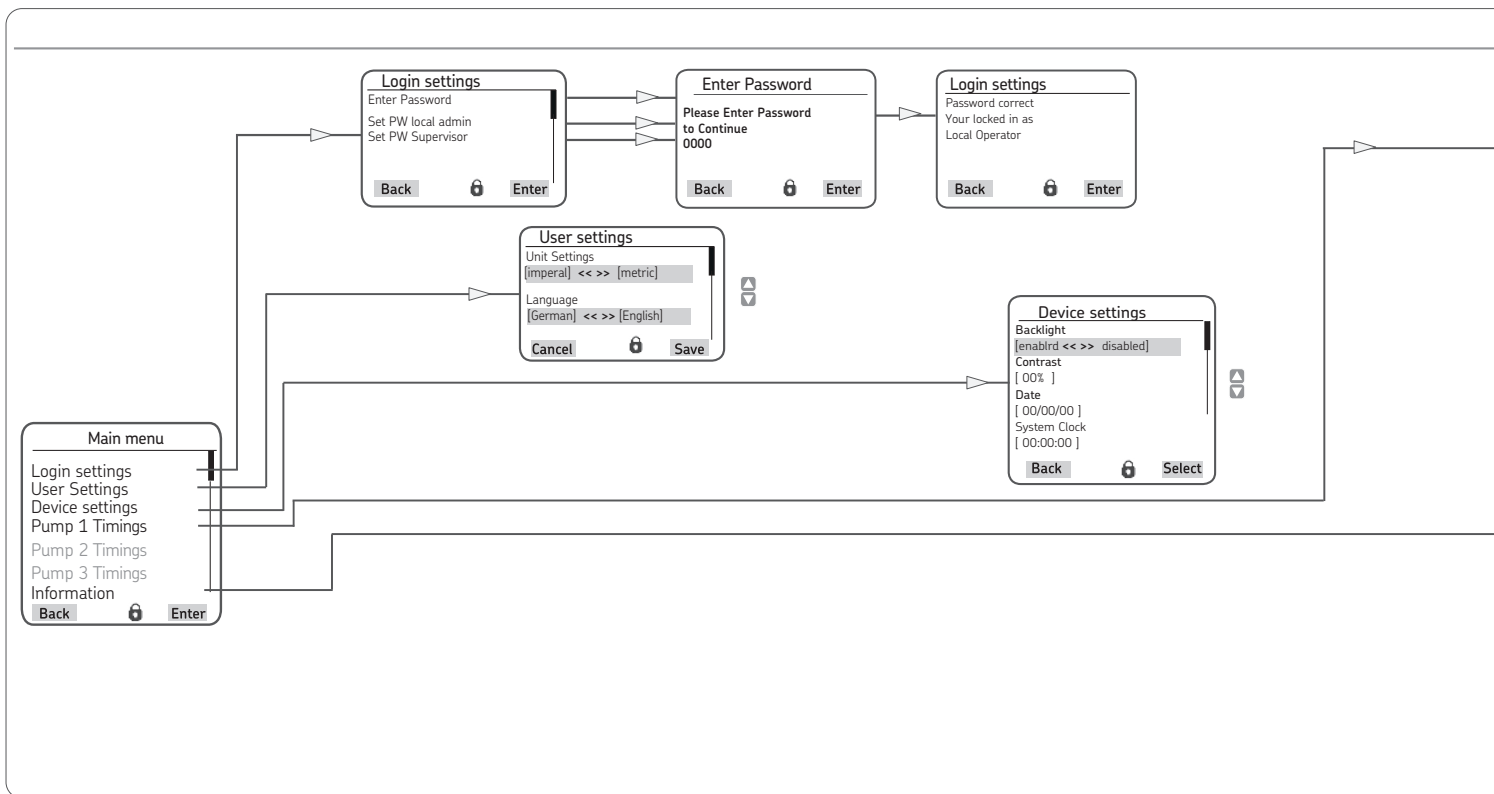 Login settings
Enter Password
Set PW local admin
Set PW Supervisor
Back Enter
Enter Password
Please Enter Password
to Continue
0000
Back Enter
Login settings
Password correct
Your locked in as
Local Operator
Back Enter
User settings
Unit Settings
[imperal] << >> [metric]
Language
[German] << >> [English]
Cancel Save
Device settings
Backlight
[enablrd << >> disabled]
Contrast
[ 00% ]
Date
[ 00/00/00 ]
System Clock
[ 00:00:00 ]
Back Select
Main menu
Login settings
User Settings
Device settings
Pump 1 Timings
Pump 2 Timings
Pump 3 Timings
Information
Back Enter